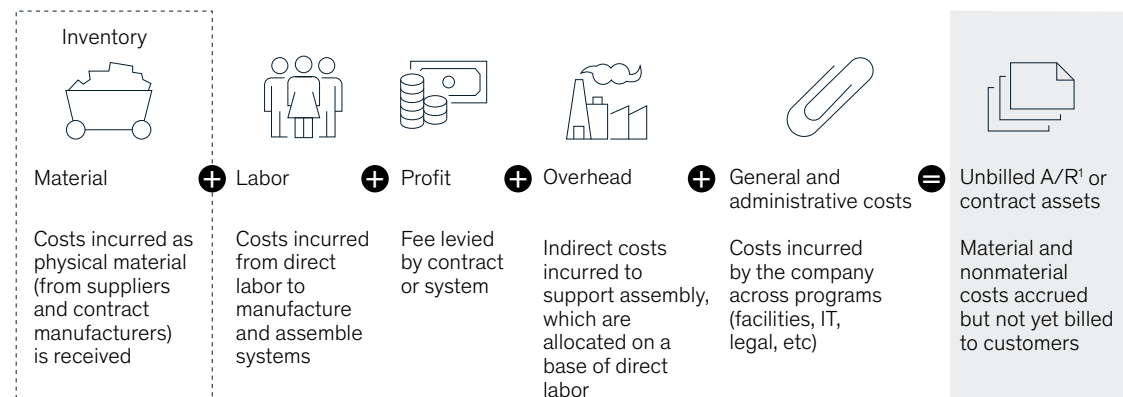 Inventory
Material
Costs incurred as
physical material
(from suppliers
and contract
manufacturers)
is received
Labor
Costs incurred
from direct
labor to
manufacture
and assemble
systems
Profit
Fee levied
by contract
or system
Overhead
Indirect costs
incurred to
support assembly,
which are
allocated on a
base of direct
labor
General and
administrative costs
Costs incurred
by the company
across programs
(facilities, IT,
legal, etc)
Unbilled A/R¹ or
contract assets
Material and
nonmaterial
costs accrued
but not yet billed
to customers